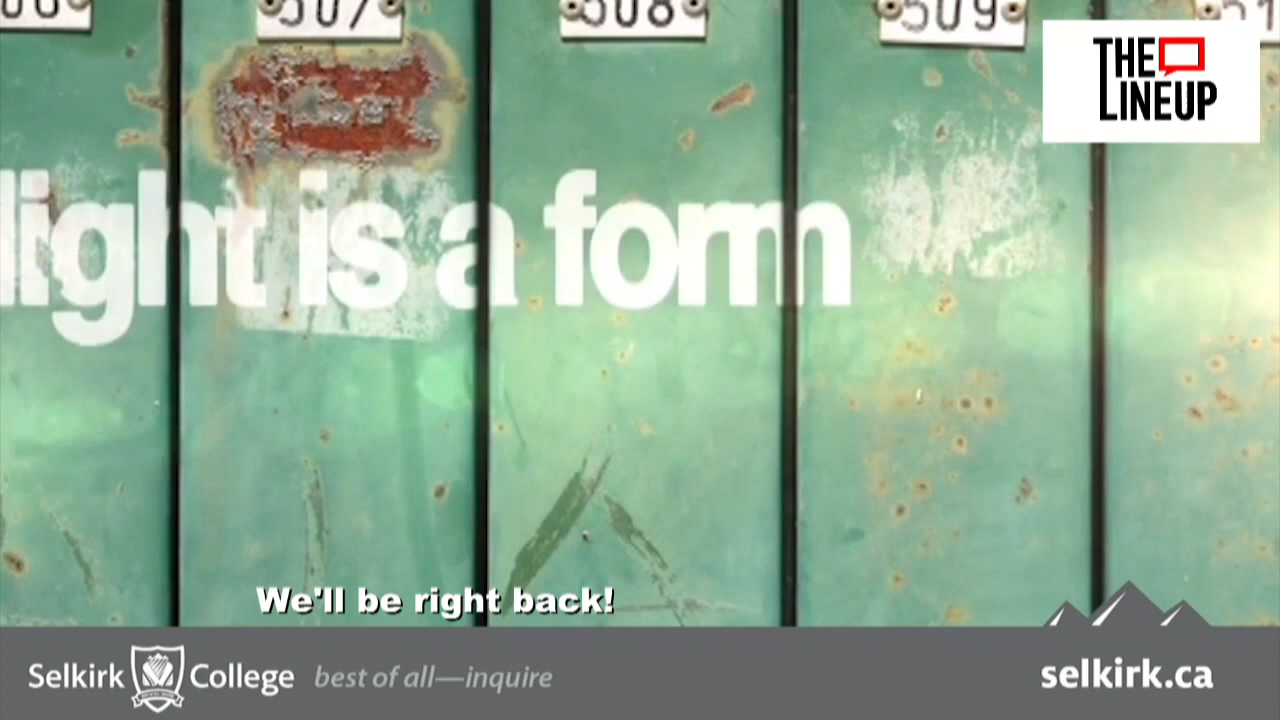 507
508
509
THE
LINEUP
light is a form
We'll be right back!
Selkirk College best of all—inquire
selkirk.ca